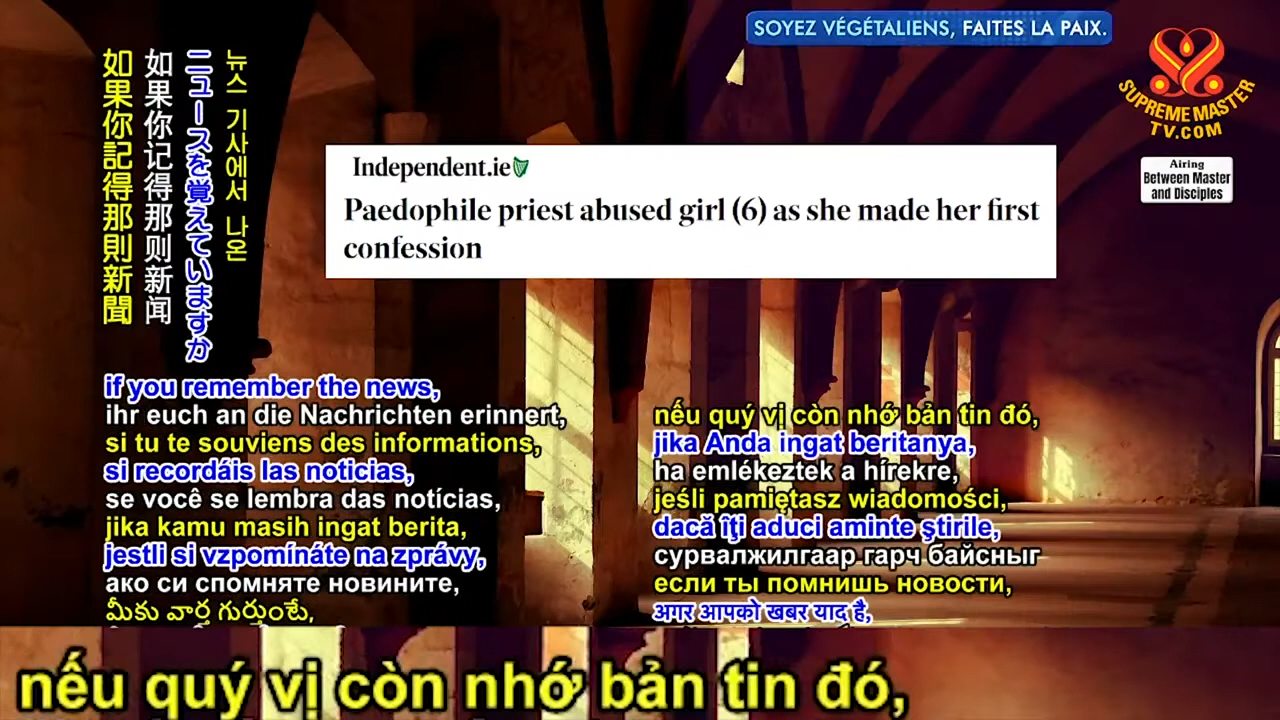 SOYEZ VÉGÉTALIENS, FAITES LA PAIX.
SUPREME MASTER
TV.COM
Airing
Between Master
and Disciples
Independent.ie
Paedophile priest abused girl (6) as she made her first
confession
뉴스 기사에서 나온
ニュースを覚えていますか
如果你记得那则新闻
如果你記得那則新聞
if you remember the news,
ihr euch an die Nachrichten erinnert,
si tu te souviens des informations,
si recordáis las noticias,
se você se lembra das notícias,
jika kamu masih ingat berita,
jestli si vzpomínáte na zprávy,
ако си спомняте новините,
మీకు వార్త గుర్తుంటే,
nếu quý vị còn nhớ bản tin đó,
jika Anda ingat beritanya,
ha emlékeztek a hírekre,
jeśli pamiętasz wiadomości,
dacă îţi aduci aminte ştirile,
сурвалжилгаар гарч байсныг
если ты помнишь новости,
अगर आपको खबर याद है,
nếu quý vị còn nhớ bản tin đó,